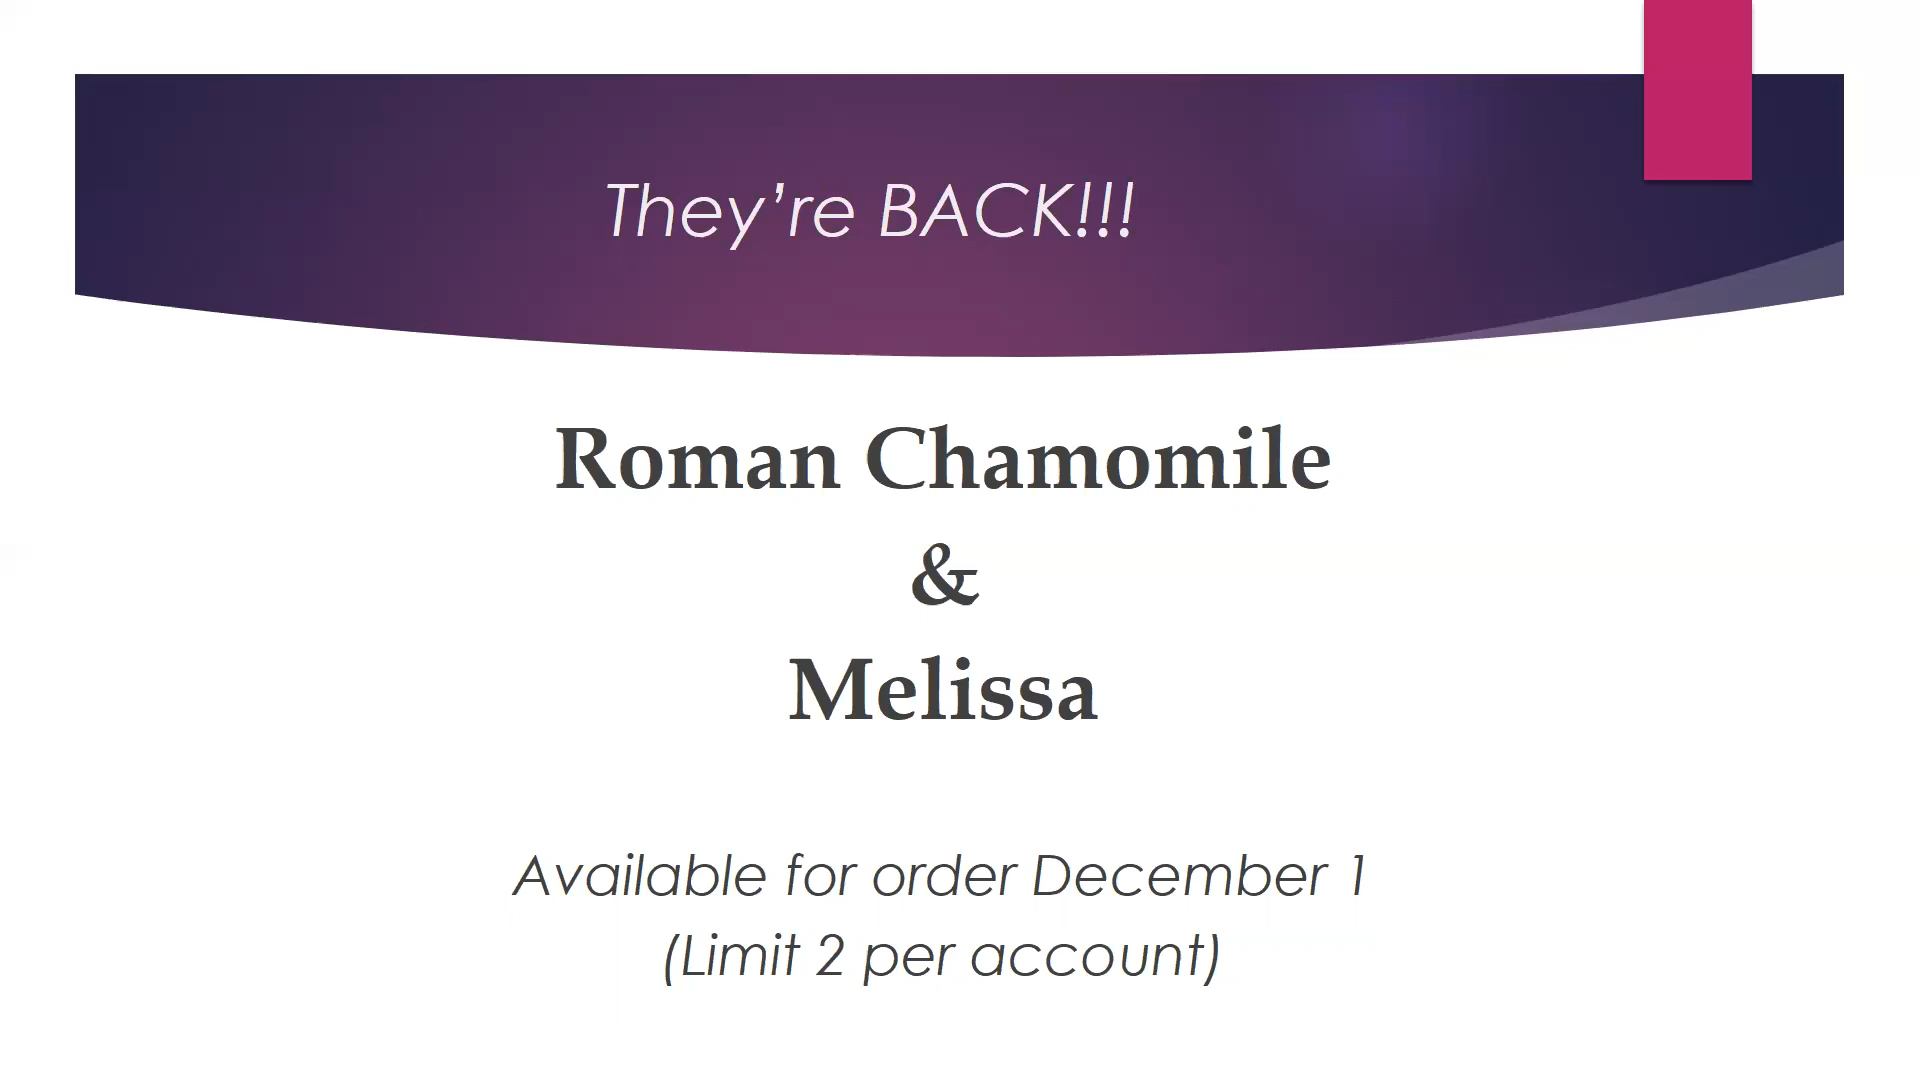 They’re BACK!!!
Roman Chamomile
&
Melissa
Available for order December 1
(Limit 2 per account)